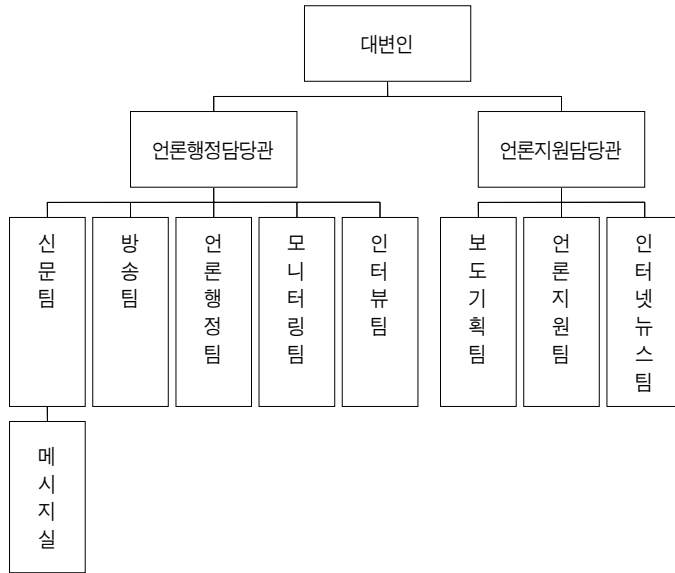 대변인
언론행정담당관
언론지원담당관
신문팀
방송팀
언론행정팀
모니터링팀
인터뷰팀
보도기획팀
언론지원팀
인터넷뉴스팀
메시지실